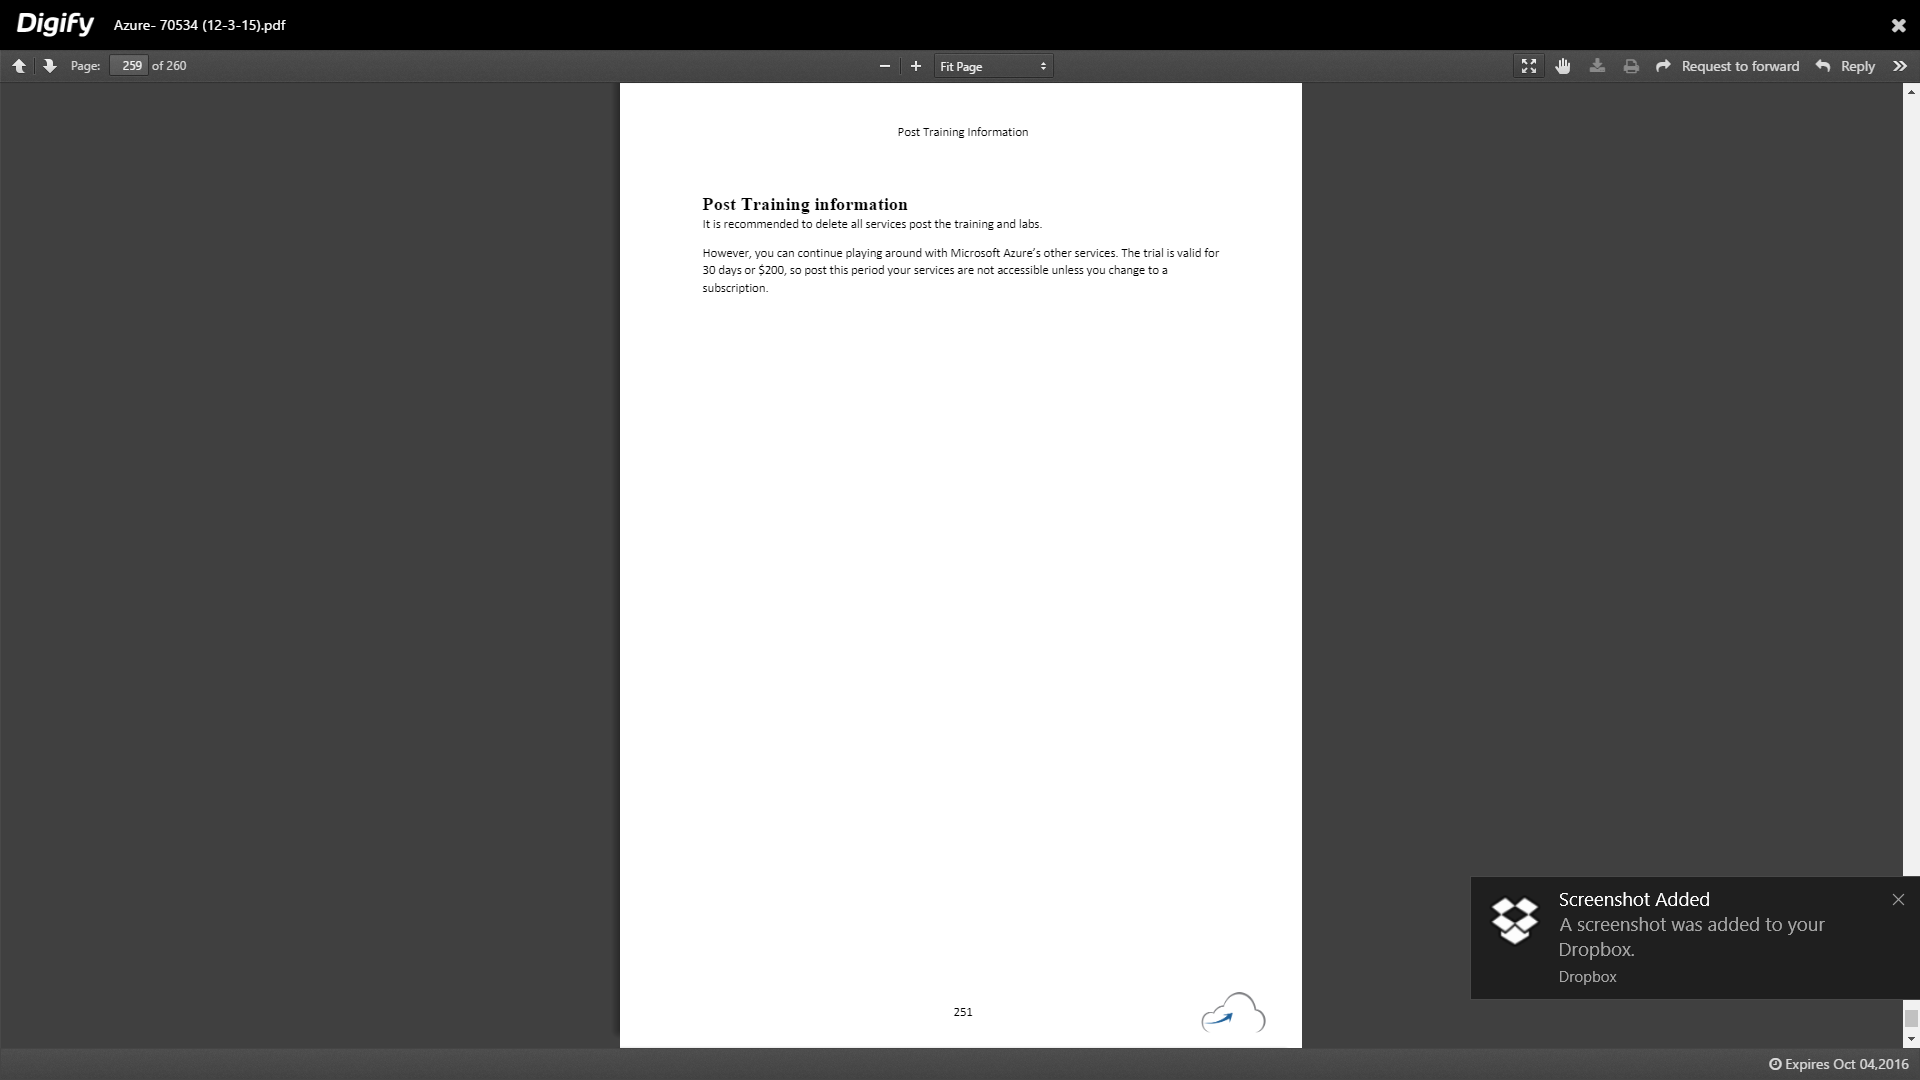 Digify Azure- 70534 (12-3-15).pdf
Page: 259 of 260 Fit Page Request to forward Reply
Post Training Information
Post Training information
It is recommended to delete all services post the training and labs.
However, you can continue playing around with Microsoft Azure's other services. The trial is valid for
30 days or $200, so post this period your services are not accessible unless you change to a
subscription.
Screenshot Added
A screenshot was added to your
Dropbox.
Dropbox
251
Expires Oct 04,2016